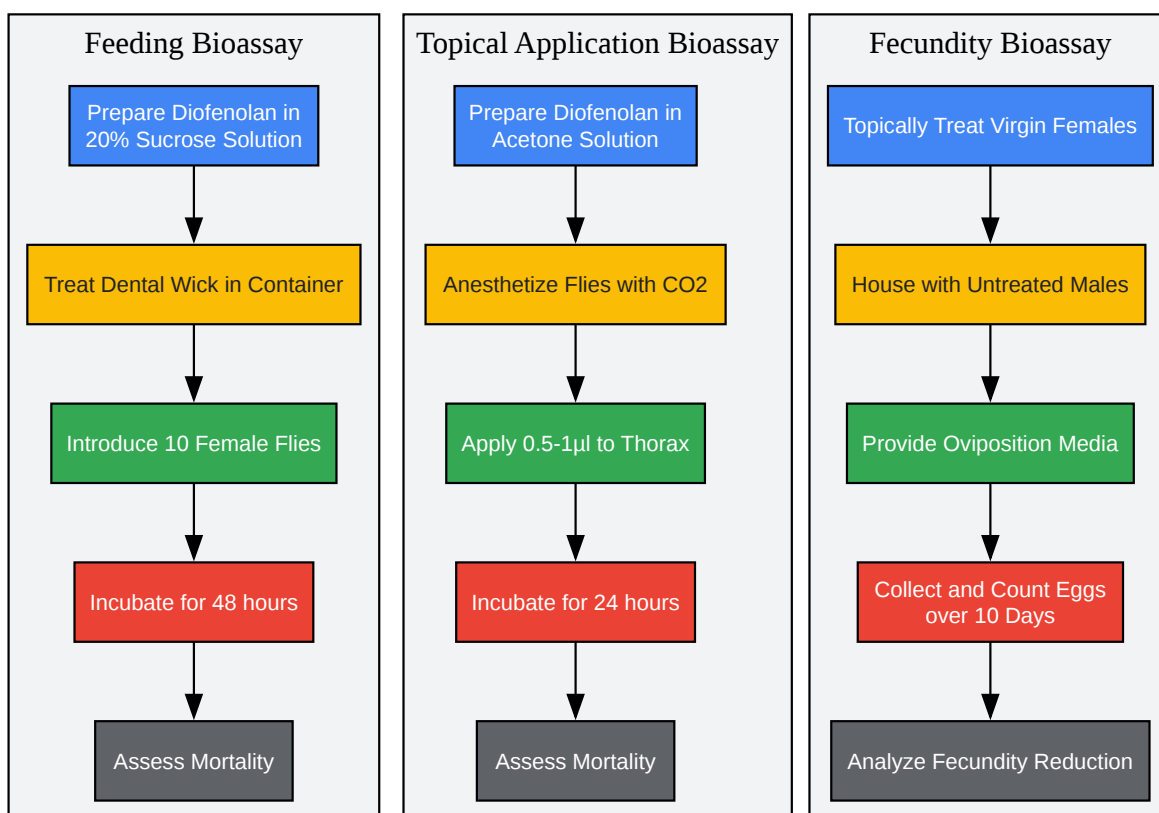 Feeding Bioassay
Prepare Diofenolan in
20% Sucrose Solution
Treat Dental Wick in Container
Introduce 10 Female Flies
Incubate for 48 hours
Assess Mortality
Topical Application Bioassay
Prepare Diofenolan in
Acetone Solution
Anesthetize Flies with CO2
Apply 0.5-1µl to Thorax
Incubate for 24 hours
Assess Mortality
Fecundity Bioassay
Topically Treat Virgin Females
House with Untreated Males
Provide Oviposition Media
Collect and Count Eggs
over 10 Days
Analyze Fecundity Reduction